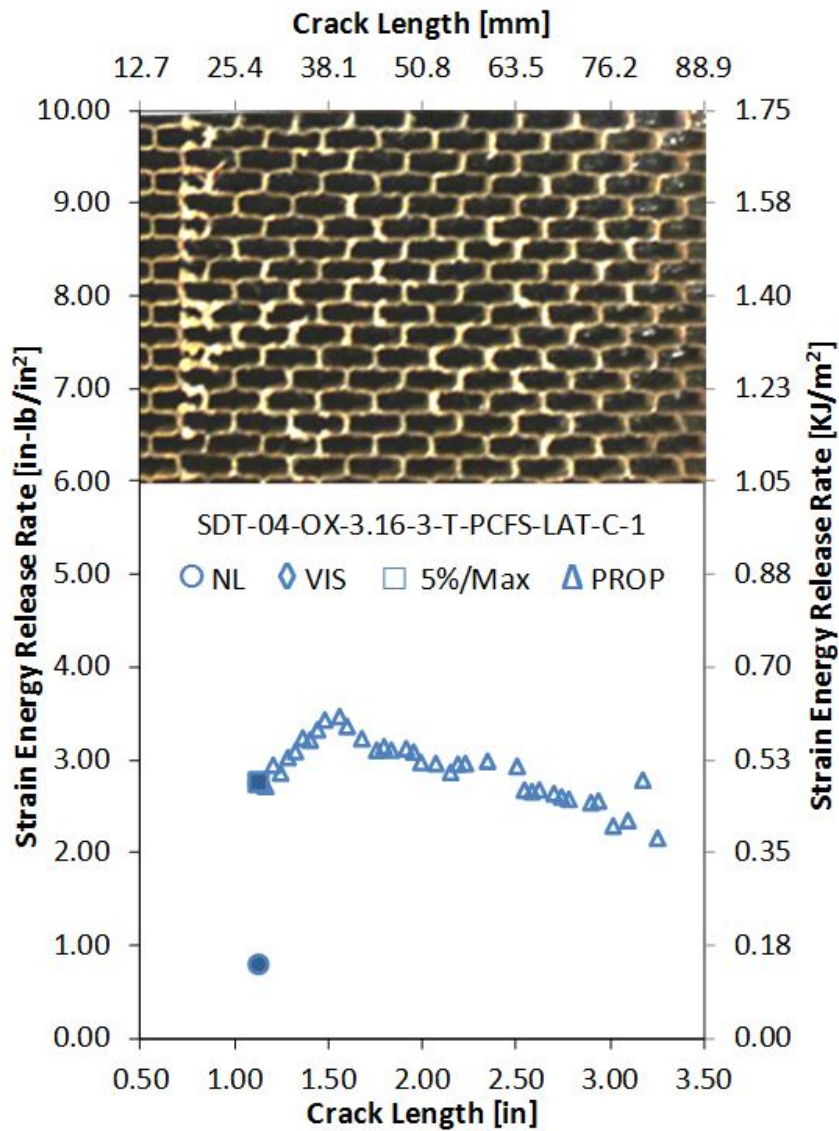 Crack Length [mm]
12.7 25.4 38.1 50.8 63.5 76.2 88.9
10.00 1.75
9.00 1.58
8.00 1.40
7.00 1.23
6.00 1.05
5.00 0.88
4.00 0.70
3.00 0.53
2.00 0.35
1.00 0.18
0.00 0.00
Strain Energy Release Rate [in-lb/in²]
Strain Energy Release Rate [KJ/m²]
SDT-04-OX-3.16-3-T-PCFS-LAT-C-1
NL VIS 5%/Max PROP
0.50 1.00 1.50 2.00 2.50 3.00 3.50
Crack Length [in]